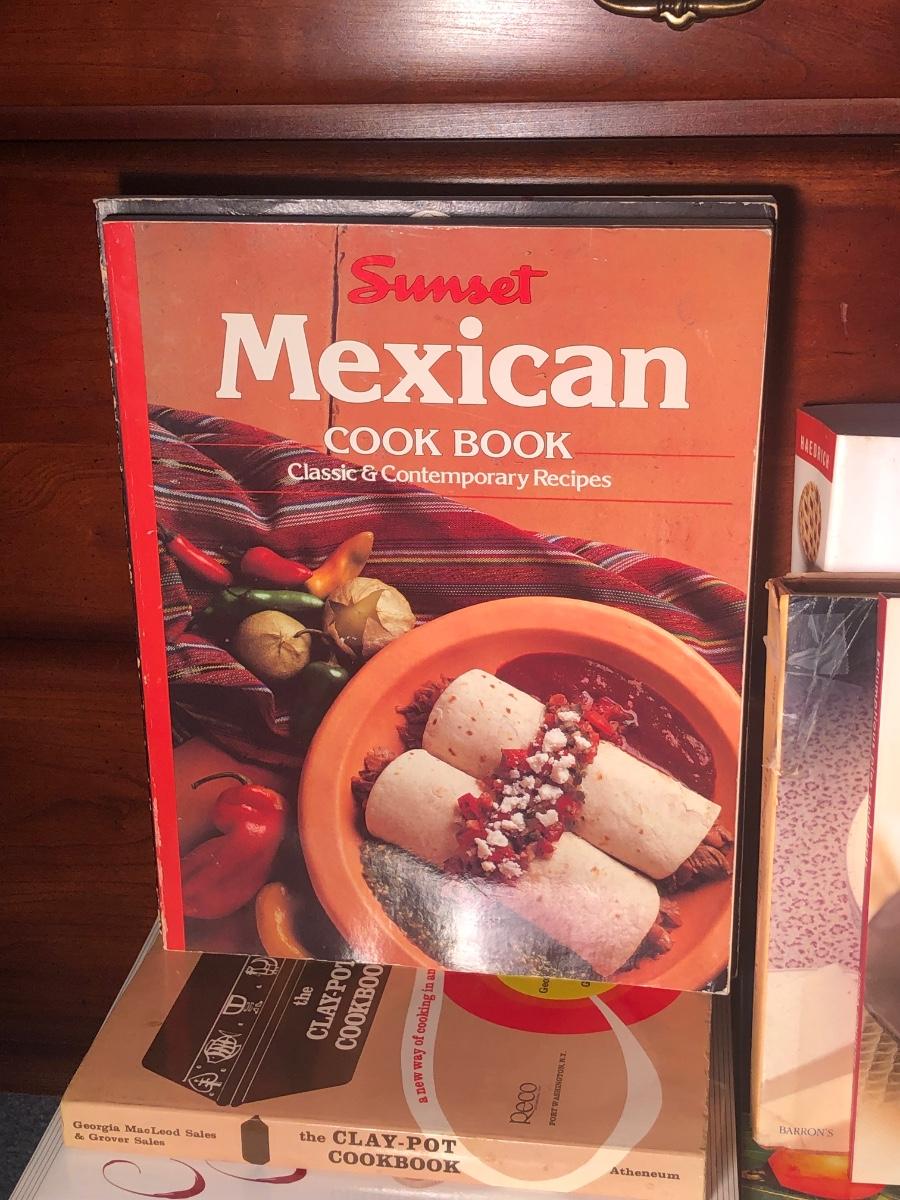 Sunset
Mexican
COOK BOOK
Classic & Contemporary Recipes
HAEDRICH
the
CLAY-POT
COOKBOOK
a new way of cooking in an
Reco
PORT WASHINGTON, N.Y.
Georgia MacLeod Sales
& Grover Sales
the CLAY-POT
COOKBOOK
Atheneum
BARRON'S